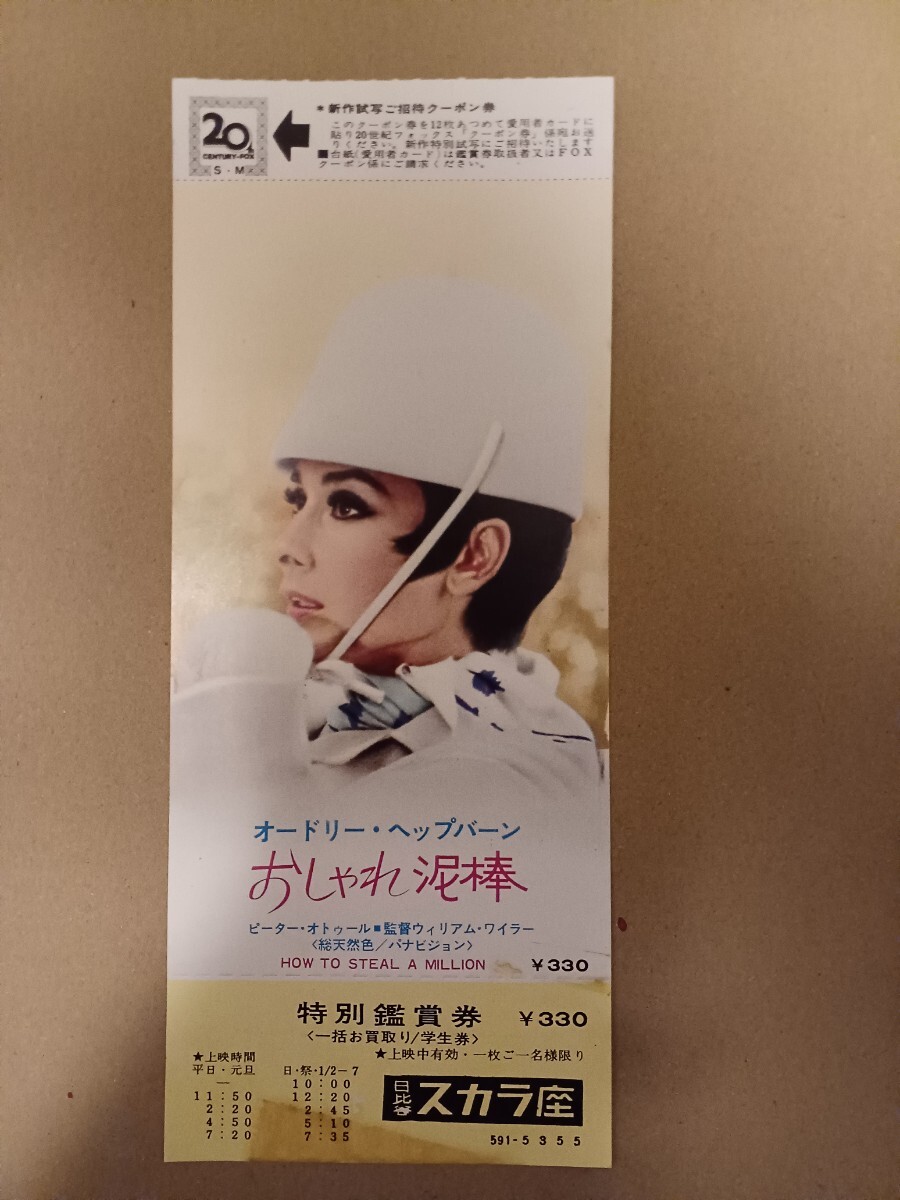 20th
CENTURY-FOX
S・M
*新作試写ご招待クーポン券
このクーポン券を12枚あつめて愛用者カードに
貼り20世紀フォックス「クーポン券」係宛お送
りください。新作特別試写にご招待いたします
■台紙(愛用者カード)は鑑賞券取扱者又はFOX
クーポン係にご請求ください。
オードリー・ヘップバーン
おしゃれ泥棒
ピーター・オトゥール■監督ウィリアム・ワイラー
〈総天然色/パナビジョン〉
HOW TO STEAL A MILLION ¥330
特別鑑賞券 ¥330
〈一括お買取り/学生券〉
★上映中有効・一枚ご一名様限り
★上映時間
平日・元旦
—
11:50
2:20
4:50
7:20
日・祭・1/2−7
10:00
12:20
2:45
5:10
7:35
日比谷スカラ座
591-5355